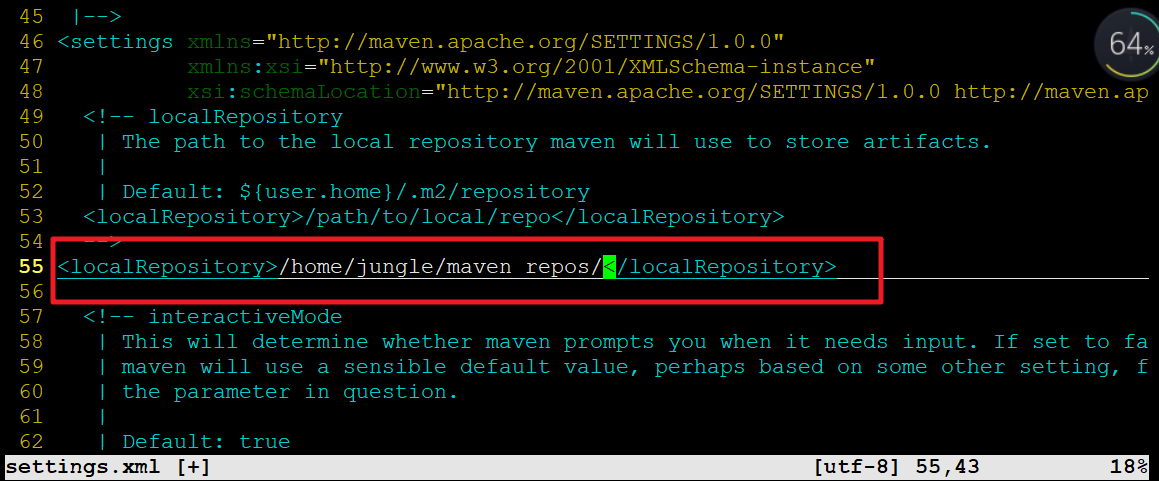 45  |-->
46 <settings xmlns="http://maven.apache.org/SETTINGS/1.0.0"
47           xmlns:xsi="http://www.w3.org/2001/XMLSchema-instance"
48           xsi:schemaLocation="http://maven.apache.org/SETTINGS/1.0.0 http://maven.ap
49   <!-- localRepository
50    | The path to the local repository maven will use to store artifacts.
51    |
52    | Default: ${user.home}/.m2/repository
53   <localRepository>/path/to/local/repo</localRepository>
54   -->
55 <localRepository>/home/jungle/maven_repos/</localRepository>
56
57   <!-- interactiveMode
58    | This will determine whether maven prompts you when it needs input. If set to fa
59    | maven will use a sensible default value, perhaps based on some other setting, f
60    | the parameter in question.
61    |
62    | Default: true
settings.xml [+] [utf-8] 55,43 18%
64%